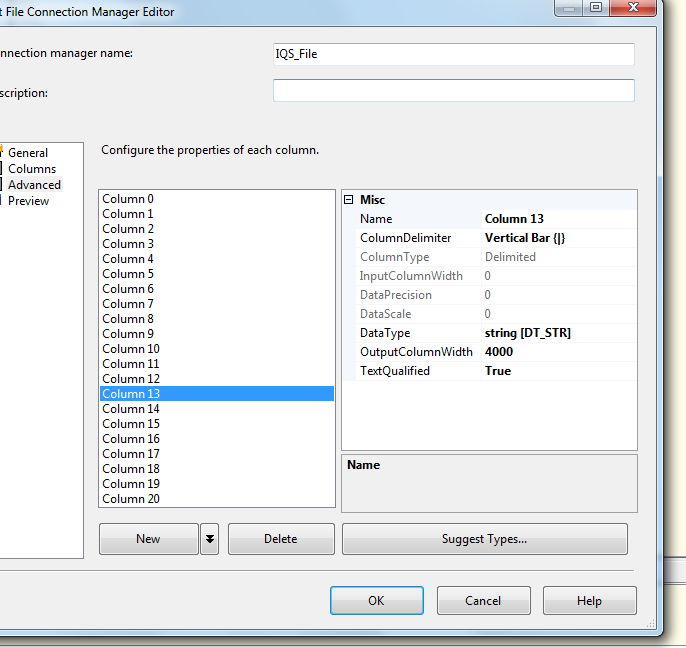 t File Connection Manager Editor
nnection manager name:
IQS_File
scription:
General
Columns
Advanced
Preview
Configure the properties of each column.
Column 0
Column 1
Column 2
Column 3
Column 4
Column 5
Column 6
Column 7
Column 8
Column 9
Column 10
Column 11
Column 12
Column 13
Column 14
Column 15
Column 16
Column 17
Column 18
Column 19
Column 20
Misc
Name Column 13
ColumnDelimiter Vertical Bar {|}
ColumnType Delimited
InputColumnWidth 0
DataPrecision 0
DataScale 0
DataType string [DT_STR]
OutputColumnWidth 4000
TextQualified True
Name
New
Delete
Suggest Types...
OK
Cancel
Help